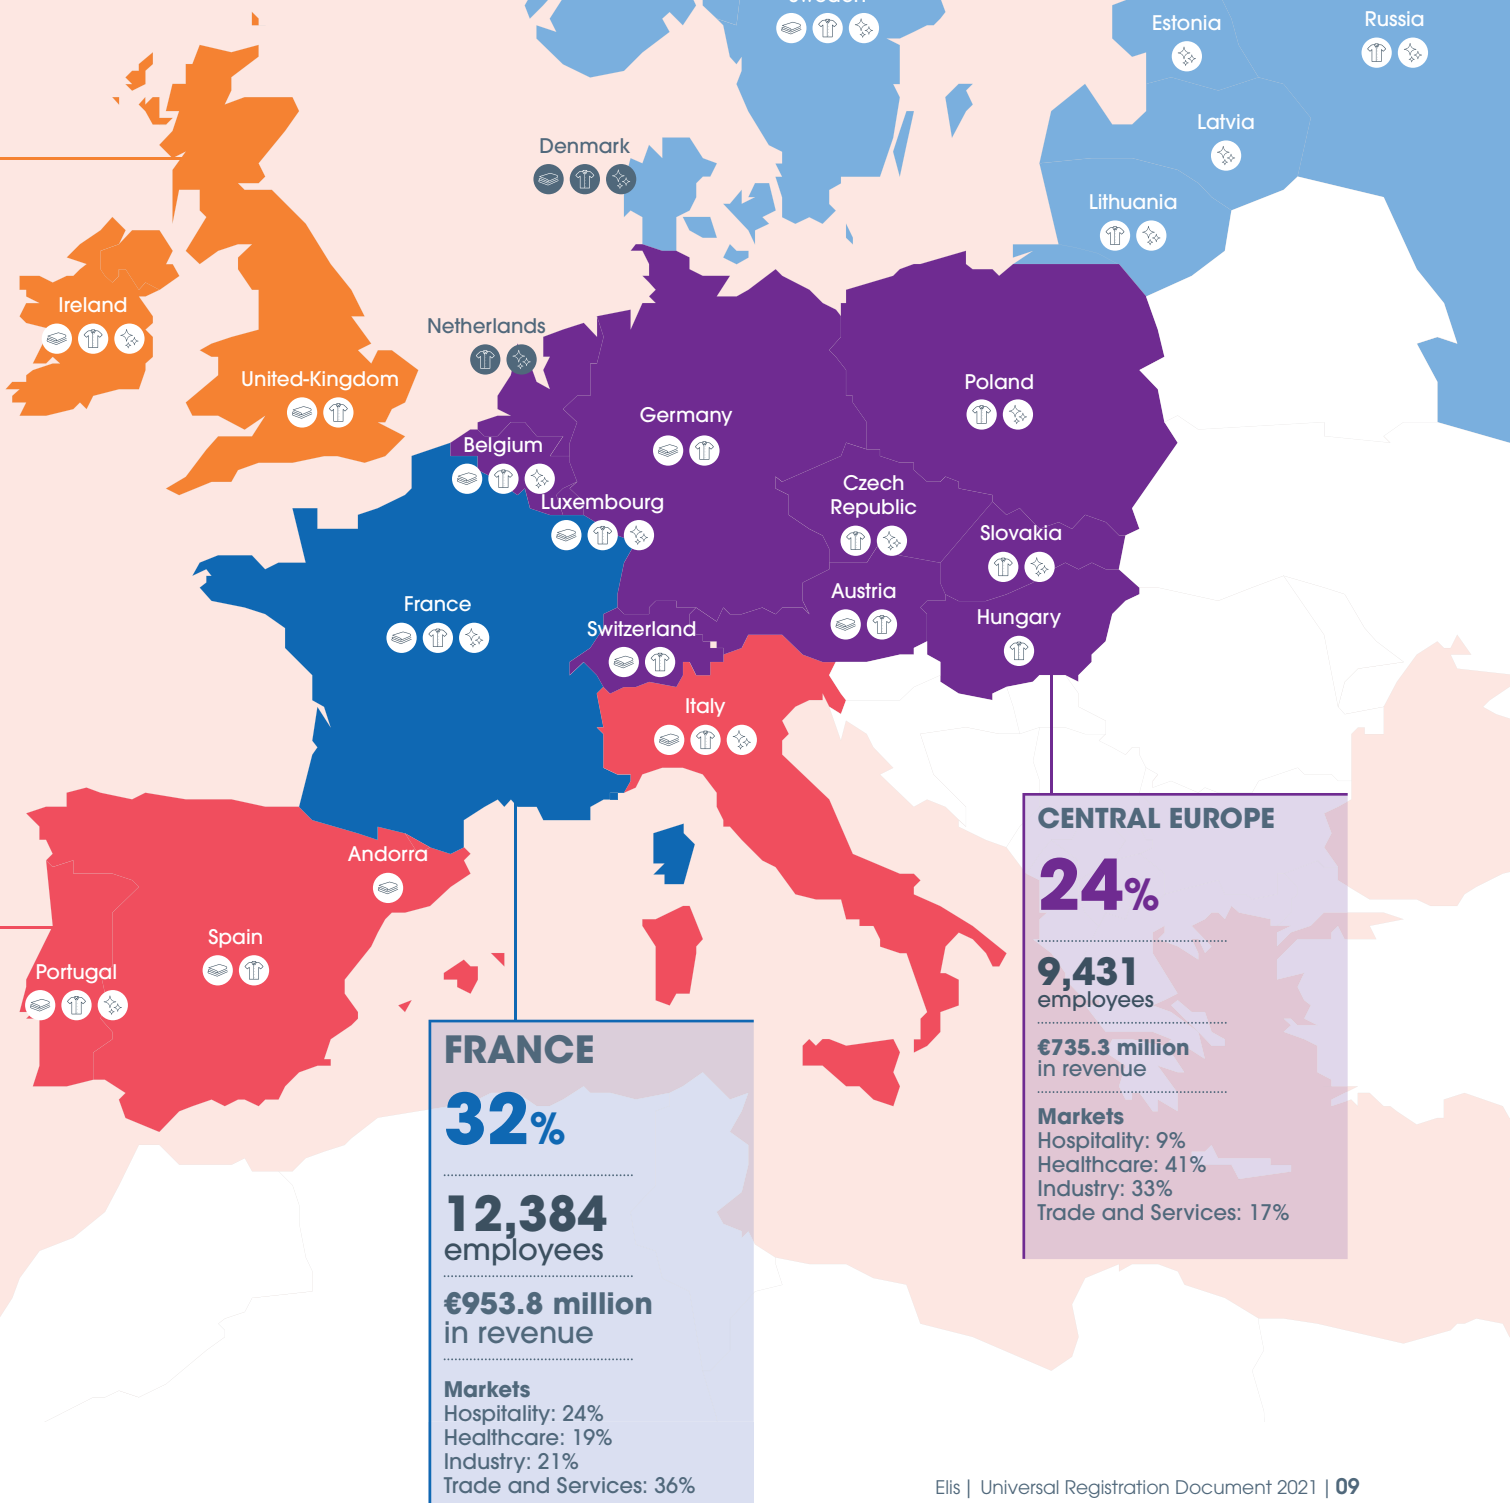 Sweden
Estonia
Russia
Latvia
Denmark
Lithuania
Ireland
Netherlands
United-Kingdom
Poland
Germany
Belgium
Czech
Republic
Luxembourg
Slovakia
Austria
France
Hungary
Switzerland
Italy
Andorra
Spain
Portugal
CENTRAL EUROPE
24%
9,431
employees
€735.3 million
in revenue
Markets
Hospitality: 9%
Healthcare: 41%
Industry: 33%
Trade and Services: 17%
FRANCE
32%
12,384
employees
€953.8 million
in revenue
Markets
Hospitality: 24%
Healthcare: 19%
Industry: 21%
Trade and Services: 36%
Elis | Universal Registration Document 2021 | 09